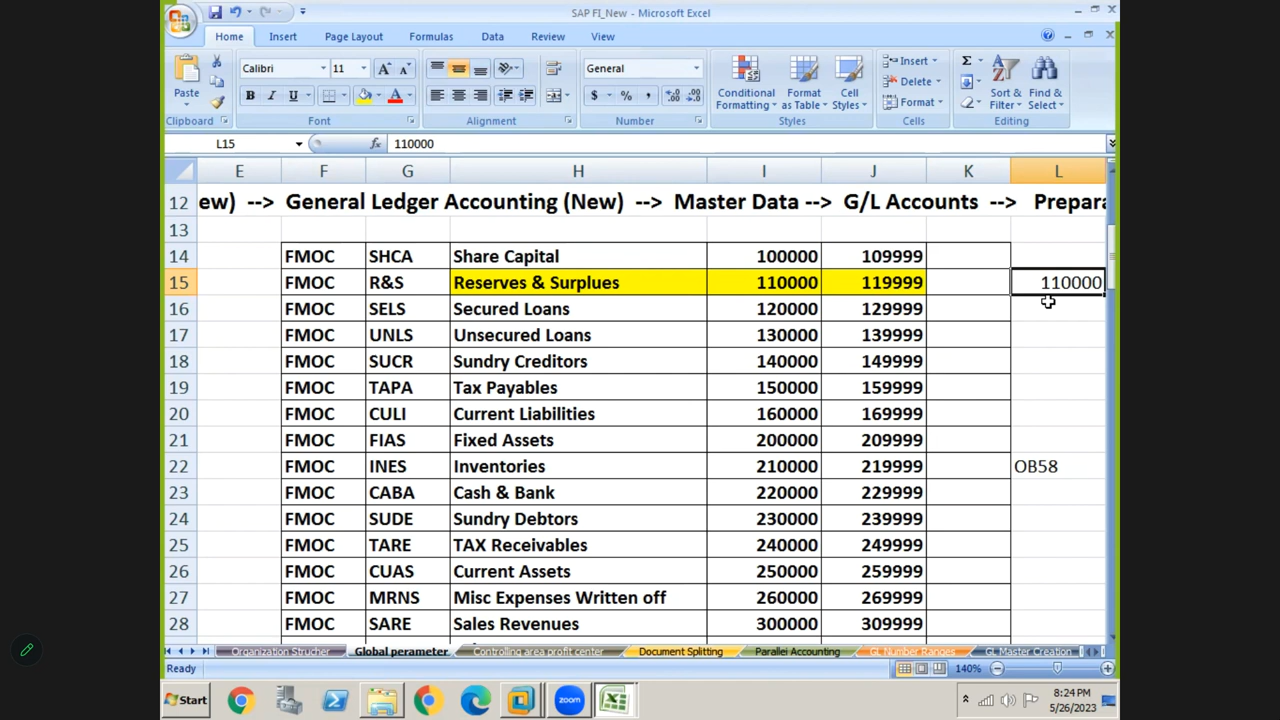 SAP FI_New - Microsoft Excel
Home Insert Page Layout Formulas Data Review View
Paste
Calibri 11
B I U
General
$ % ,
Conditional Formatting
Format as Table
Cell Styles
Insert
Delete
Format
Σ
Sort & Filter
Find & Select
Clipboard Font Alignment Number Styles Cells Editing
L15 fx 110000
E F G H I J K L
12 ew) --> General Ledger Accounting (New) --> Master Data --> G/L Accounts --> Prepara
13
14 FMOC SHCA Share Capital 100000 109999
15 FMOC R&S Reserves & Surplues 110000 119999 110000
16 FMOC SELS Secured Loans 120000 129999
17 FMOC UNLS Unsecured Loans 130000 139999
18 FMOC SUCR Sundry Creditors 140000 149999
19 FMOC TAPA Tax Payables 150000 159999
20 FMOC CULI Current Liabilities 160000 169999
21 FMOC FIAS Fixed Assets 200000 209999
22 FMOC INES Inventories 210000 219999 OB58
23 FMOC CABA Cash & Bank 220000 229999
24 FMOC SUDE Sundry Debtors 230000 239999
25 FMOC TARE TAX Receivables 240000 249999
26 FMOC CUAS Current Assets 250000 259999
27 FMOC MRNS Misc Expenses Written off 260000 269999
28 FMOC SARE Sales Revenues 300000 309999
Organization Strucher Global perameter Controlling area profit center Document Splitting Parallel Accounting GL Number Ranges GL Master Creation
Ready 140%
Start zoom 8:24 PM
5/26/2023